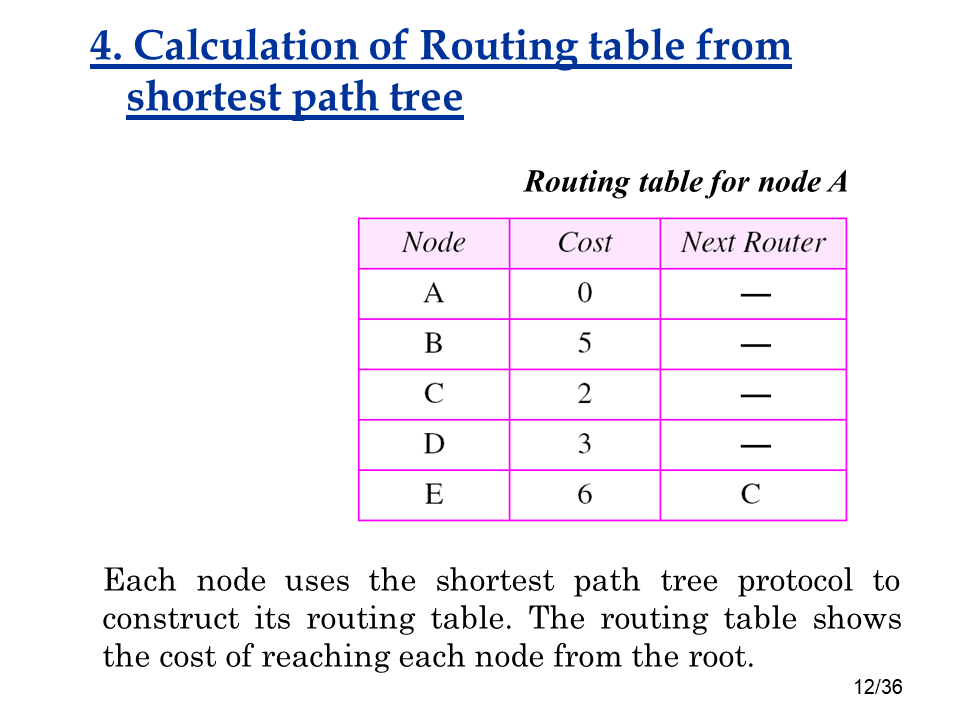 4. Calculation of Routing table from
shortest path tree
Routing table for node A
Node Cost Next Router
A 0 —
B 5 —
C 2 —
D 3 —
E 6 C
Each node uses the shortest path tree protocol to
construct its routing table. The routing table shows
the cost of reaching each node from the root.
12/36